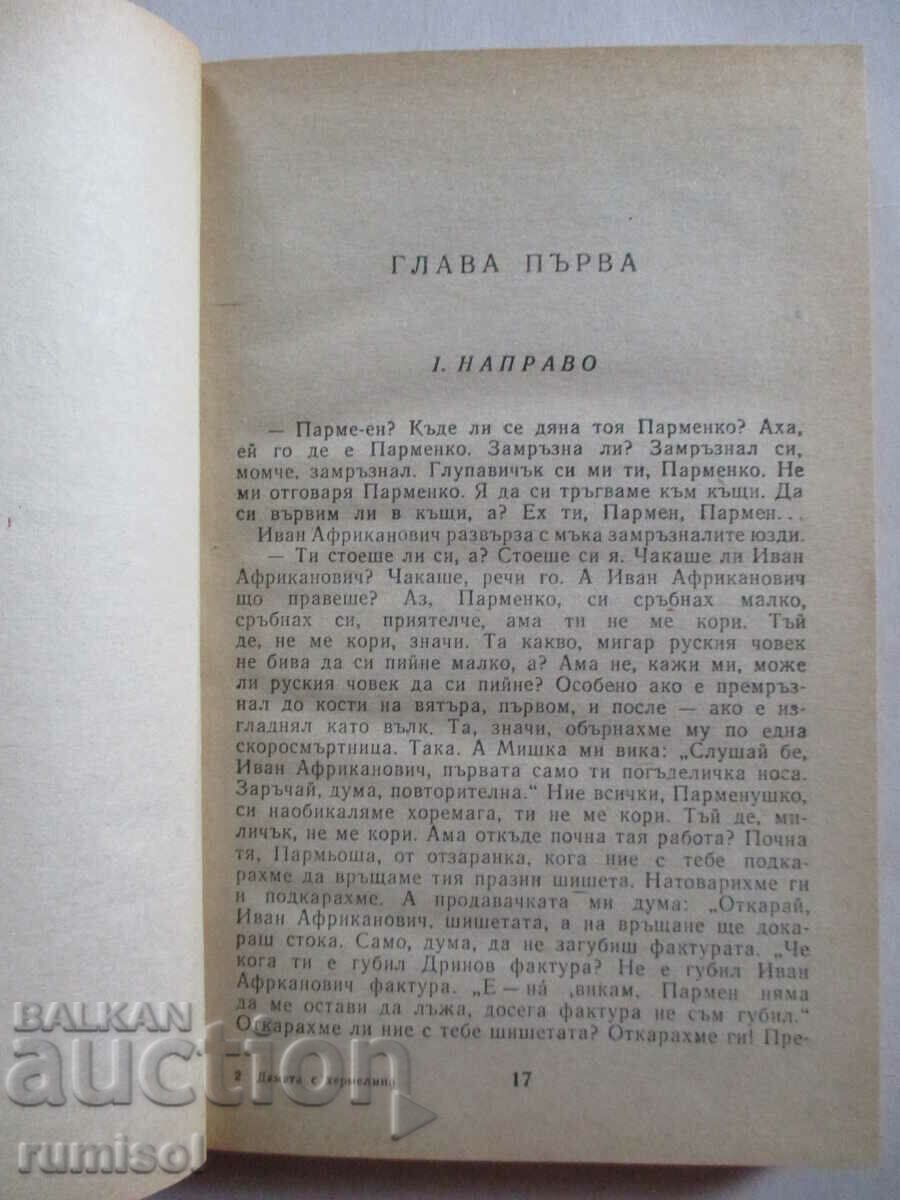 ГЛАВА ПЪРВА
I. НАПРАВО
— Парме-ен? Къде ли се дяна тоя Парменко? Аха,
ей го де е Парменко. Замръзна ли? Замръзнал си,
момче, замръзнал. Глупавичък си ми ти, Парменко. Не
ми отговаря Парменко. Я да си тръгваме към къщи. Да
си вървим ли в къщи, а? Ех ти, Пармен, Пармен...
Иван Африканович развърза с мъка замръзналите юзди.
— Ти стоеше ли си, а? Стоеше си я. Чакаше ли Иван
Африканович? Чакаше, речи го. А Иван Африканович
що правеше? Аз, Парменко, си сръбнах малко,
сръбнах си, приятелче, ама ти не ме кори. Тъй
де, не ме кори, значи. Та какво, мигар руския човек
не бива да си пийне малко, а? Ама не, кажи ми, може
ли руския човек да си пийне? Особено ако е премръз-
нал до кости на вятъра, първом, и после — ако е из-
гладнял като вълк. Та, значи, обърнахме му по една
скоросмъртница. Така. А Мишка ми вика: „Слушай бе,
Иван Африканович, първата само ти погъделичка носа.
Заръчай, дума, повторителна.“ Ние всички, Парменушко,
си наобикаляме хоремага, ти не ме кори. Тъй де, ми-
личък, не ме кори. Ама откъде почна тая работа? Почна
тя, Пармьоша, от отзаранка, кога ние с тебе подка-
рахме да връщаме тия празни шишета. Натоварихме ги
и подкарахме. А продавачката ми дума: „Откарай,
Иван Африканович, шишетата, а на връщане ще дока-
раш стока. Само, дума, да не загубиш фактурата. „Че
кога ти е губил Дринов фактура? Не е губил Иван
Афрканович фактура. „Е — на́ ,викам, Пармен няма
да ме остави да лъжа, досега фактура не съм губил.“
Откарахме ли ние с тебе шишетата? Откарахме ги! Пре-
2 Дамата с хермелина
17
BALKAN
auction
rumisol